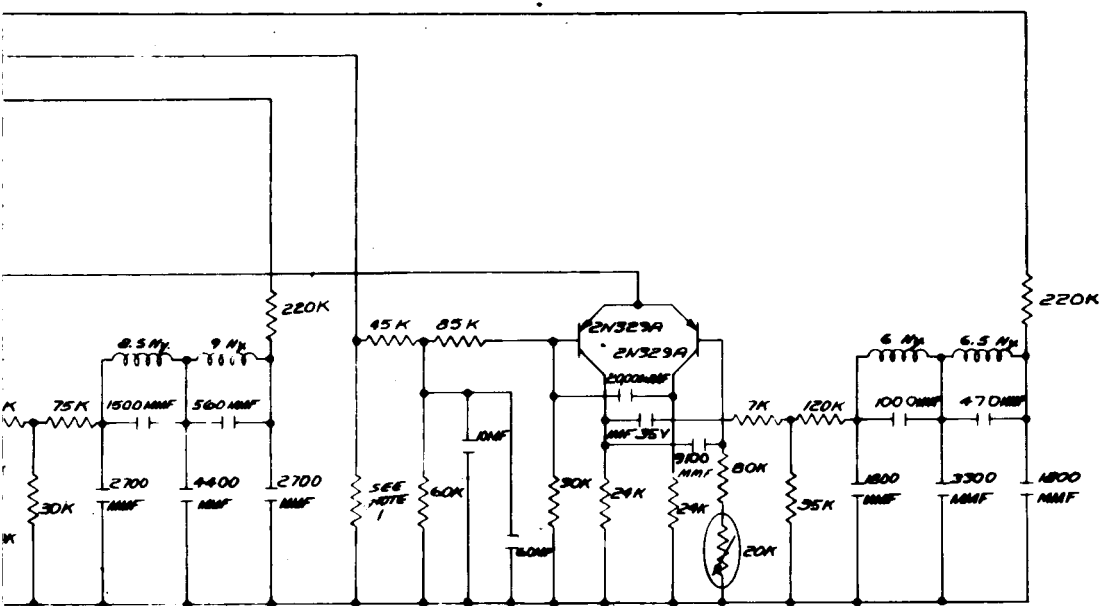 220K
220K
45K
85K
2N329A
2N329A
8.5 Hy.
9 Hy.
6 Hy.
6.5 Hy.
K
75K
1500 MMF
560 MMF
7K
120K
1000 MMF
470 MMF
MMF 35V
9100
MMF
80K
10MF
2700
MMF
4400
MMF
2700
MMF
30K
SEE
NOTE
1
60K
24K
24K
35K
1800
MMF
3300
MMF
1800
MMF
20K
K